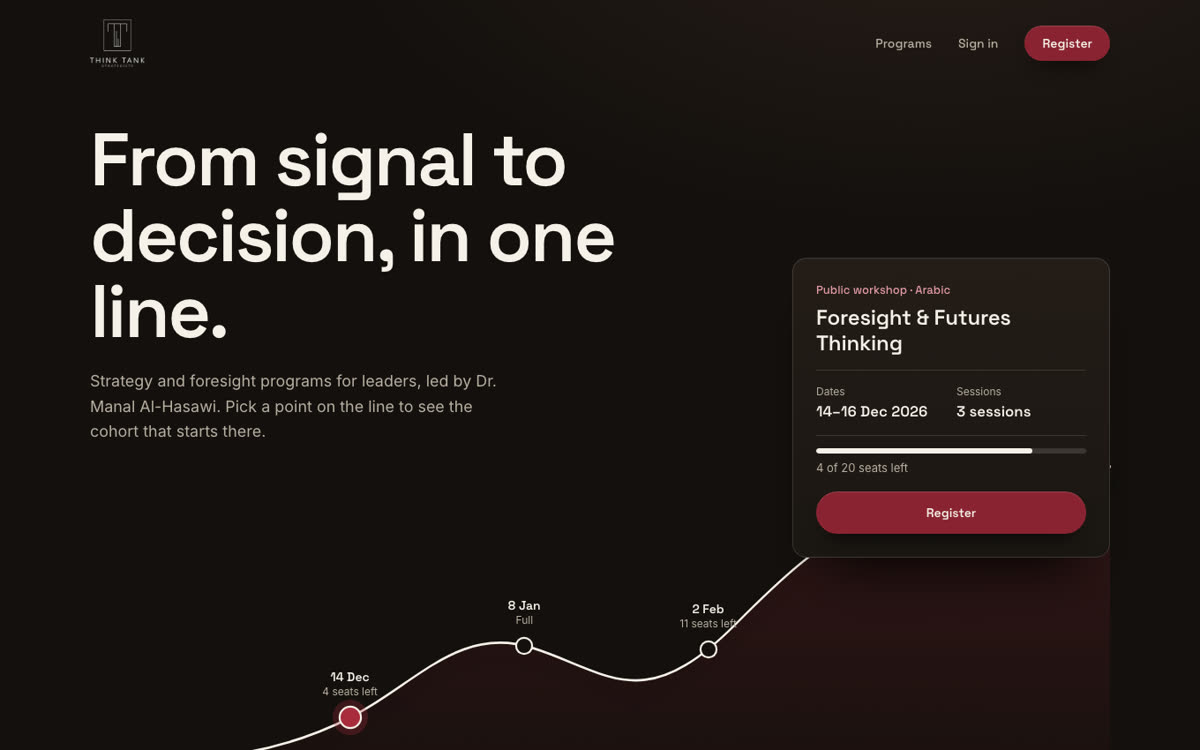 THINK TANK
STRATEGISTS
Programs
Sign in
Register
From signal to
decision, in one
line.
Strategy and foresight programs for leaders, led by Dr.
Manal Al-Hasawi. Pick a point on the line to see the
cohort that starts there.
Public workshop · Arabic
Foresight & Futures
Thinking
Dates
Sessions
14–16 Dec 2026
3 sessions
4 of 20 seats left
Register
8 Jan
Full
2 Feb
11 seats left
14 Dec
4 seats left